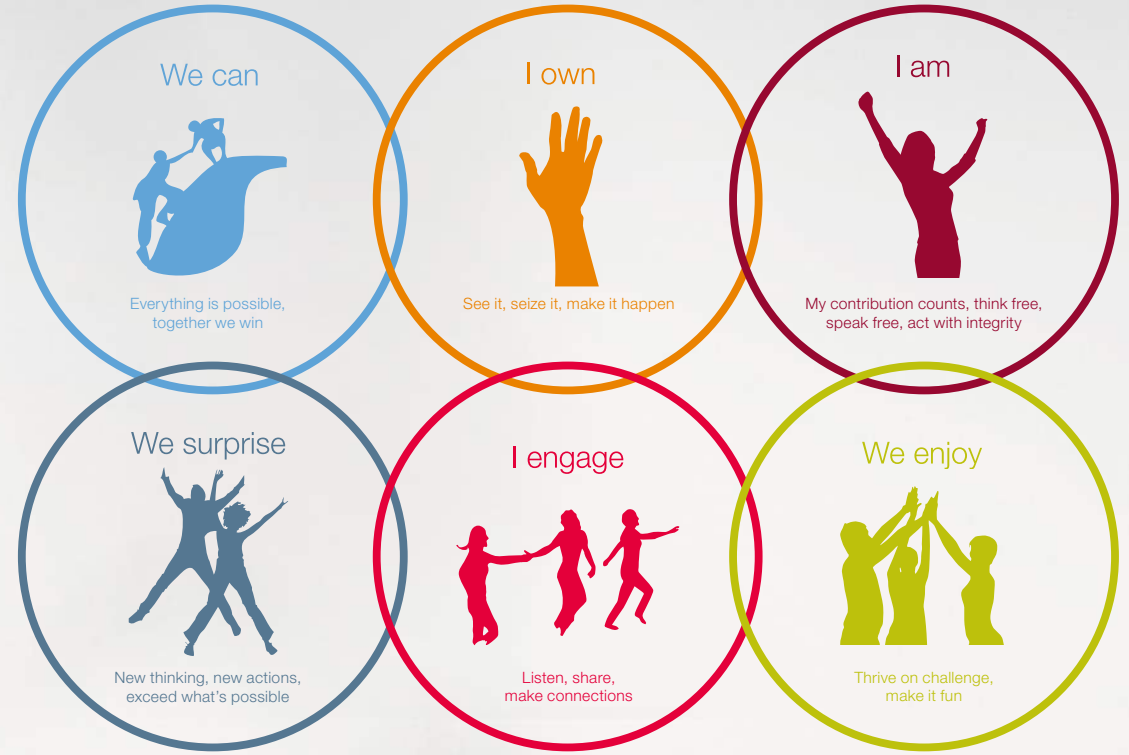 We can
Everything is possible,
together we win
I own
See it, seize it, make it happen
I am
My contribution counts, think free,
speak free, act with integrity
We surprise
New thinking, new actions,
exceed what's possible
I engage
Listen, share,
make connections
We enjoy
Thrive on challenge,
make it fun